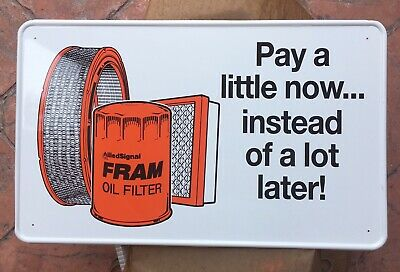 AlliedSignal
FRAM
OIL FILTER
Pay a
little now...
instead
of a lot
later!